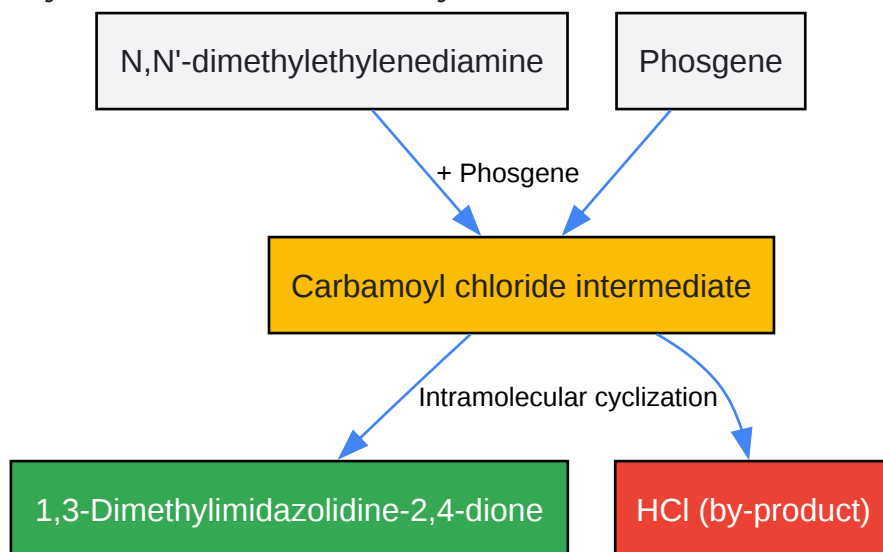 N,N'-dimethylethylenediamine
Phosgene
+ Phosgene
Carbamoyl chloride intermediate
Intramolecular cyclization
1,3-Dimethylimidazolidine-2,4-dione
HCl (by-product)